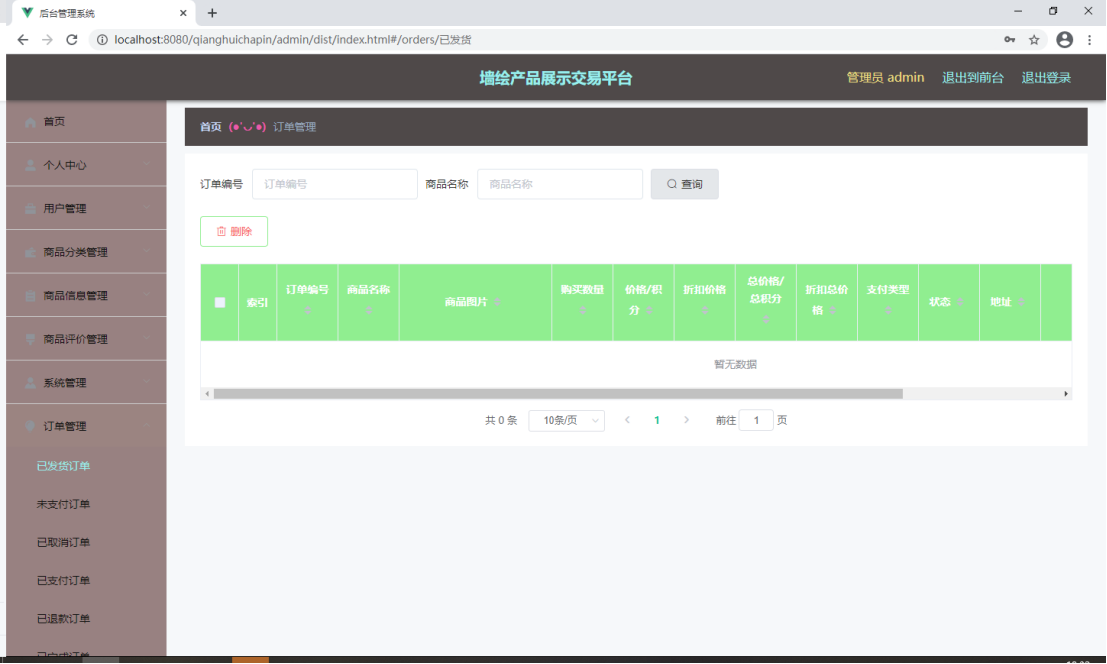 后台管理系统
localhost:8080/qianghuichapin/admin/dist/index.html#/orders/已发货
墙绘产品展示交易平台
管理员 admin
退出到前台
退出登录
首页
个人中心
用户管理
商品分类管理
商品信息管理
商品评价管理
系统管理
订单管理
已发货订单
未支付订单
已取消订单
已支付订单
已退款订单
已完成订单
首页 (●'◡'●) 订单管理
订单编号 订单编号 商品名称 商品名称 查询
删除
索引 订单编号 商品名称 商品图片 购买数量 价格/积分 折扣价格 总价格/总积分 折扣总价格 支付类型 状态 地址
暂无数据
共 0 条 10条/页 1 前往 1 页